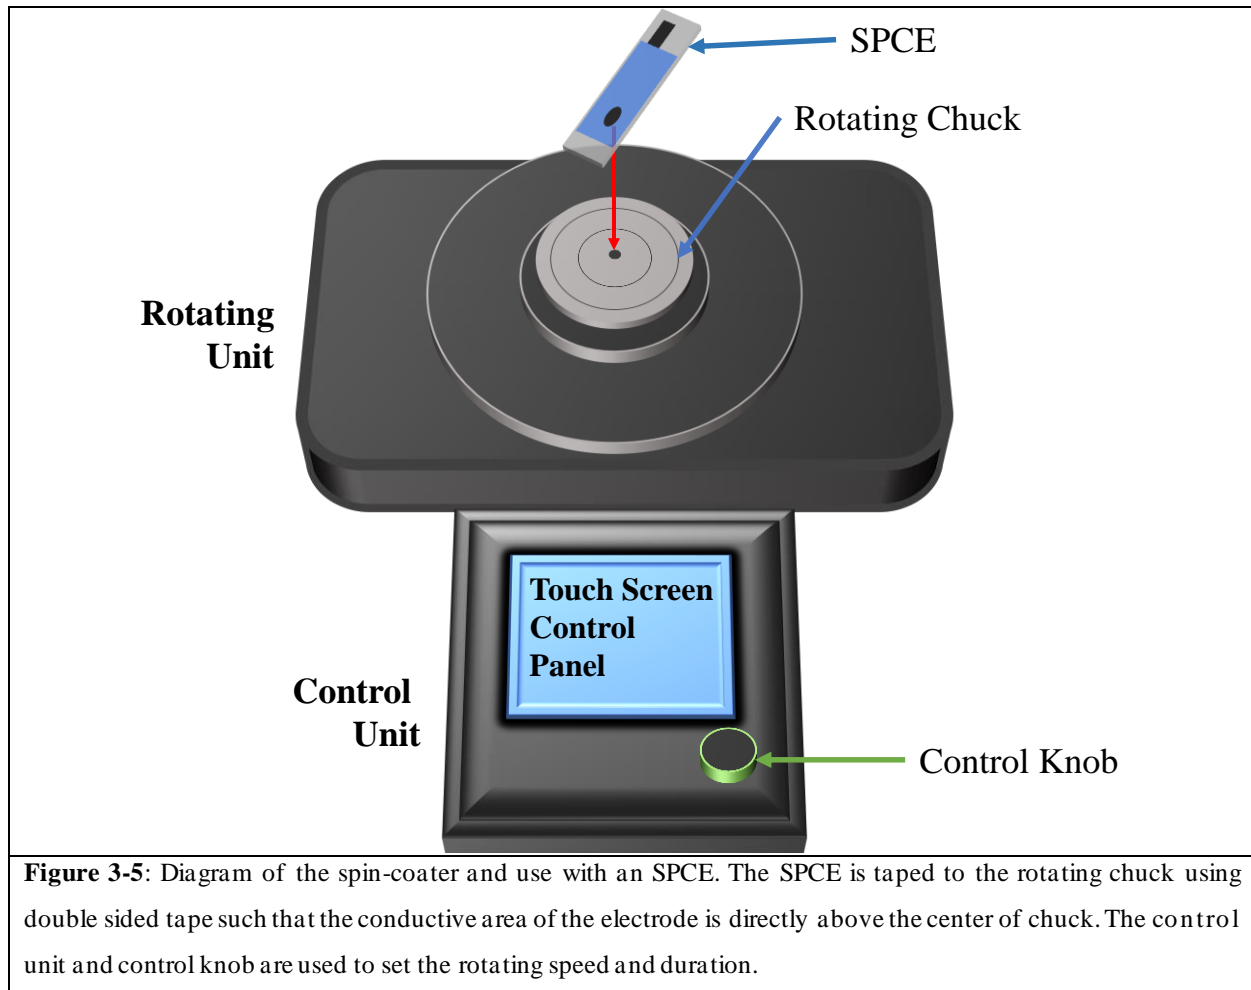 SPCE
Rotating Chuck
Rotating
Unit
Touch Screen
Control
Panel
Control
Unit
Control Knob
Figure 3-5: Diagram of the spin-coater and use with an SPCE. The SPCE is taped to the rotating chuck using
double sided tape such that the conductive area of the electrode is directly above the center of chuck. The control
unit and control knob are used to set the rotating speed and duration.